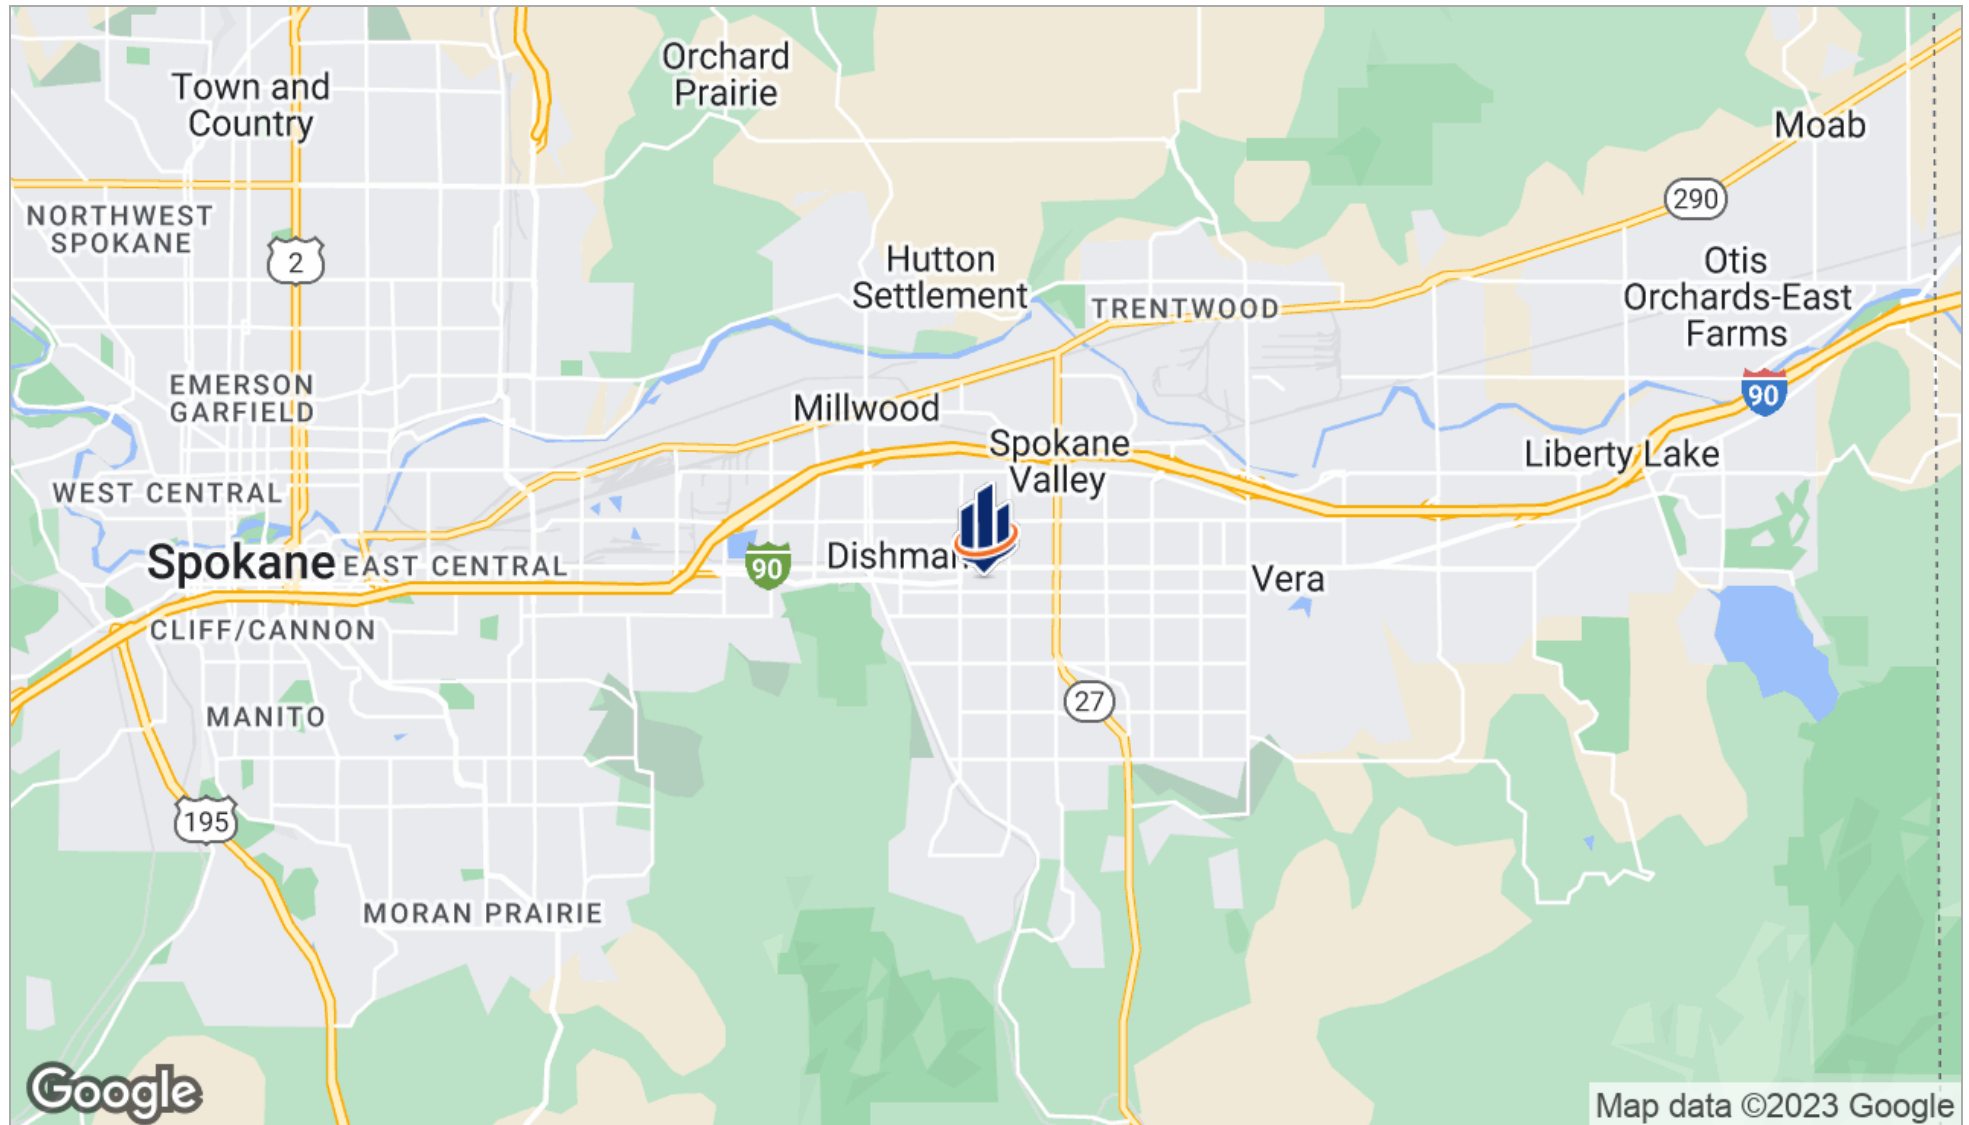 Orchard
Prairie
Town and
Country
Moab
290
NORTHWEST
SPOKANE
2
Hutton
Settlement
TRENTWOOD
Otis
Orchards-East
Farms
EMERSON
GARFIELD
Millwood
90
Spokane
Valley
Liberty Lake
WEST CENTRAL
Spokane
EAST CENTRAL
90
Dishman
Vera
CLIFF/CANNON
27
MANITO
195
MORAN PRAIRIE
Google
Map data ©2023 Google